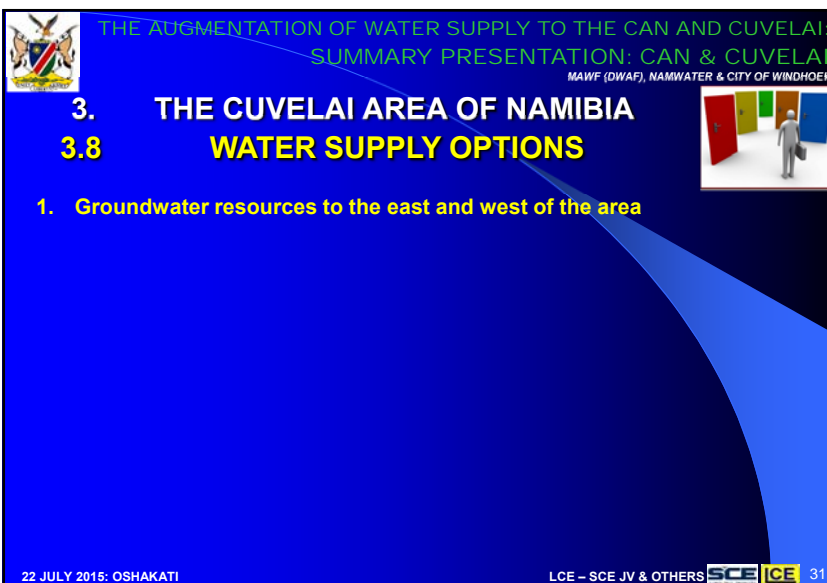 THE AUGMENTATION OF WATER SUPPLY TO THE CAN AND CUVELAI:
SUMMARY PRESENTATION: CAN & CUVELAI
MAWF (DWAF), NAMWATER & CITY OF WINDHOEK
3. THE CUVELAI AREA OF NAMIBIA
3.8 WATER SUPPLY OPTIONS
1. Groundwater resources to the east and west of the area
22 JULY 2015: OSHAKATI
LCE – SCE JV & OTHERS SCE ICE 31